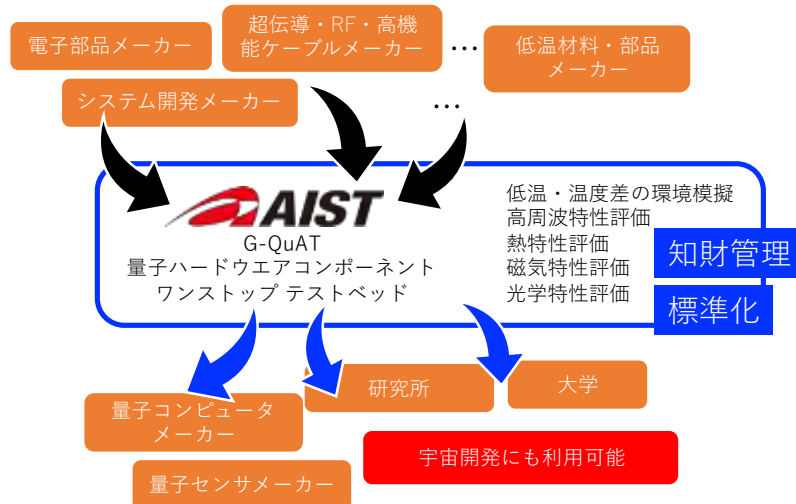 電子部品メーカー
超伝導・RF・高機
能ケーブルメーカー
…
低温材料・部品
メーカー
システム開発メーカー
…
AIST
G-QuAT
量子ハードウエアコンポーネント
ワンストップ テストベッド
低温・温度差の環境模擬
高周波特性評価
熱特性評価
磁気特性評価
光学特性評価
知財管理
標準化
量子コンピュータ
メーカー
研究所
大学
量子センサメーカー
宇宙開発にも利用可能